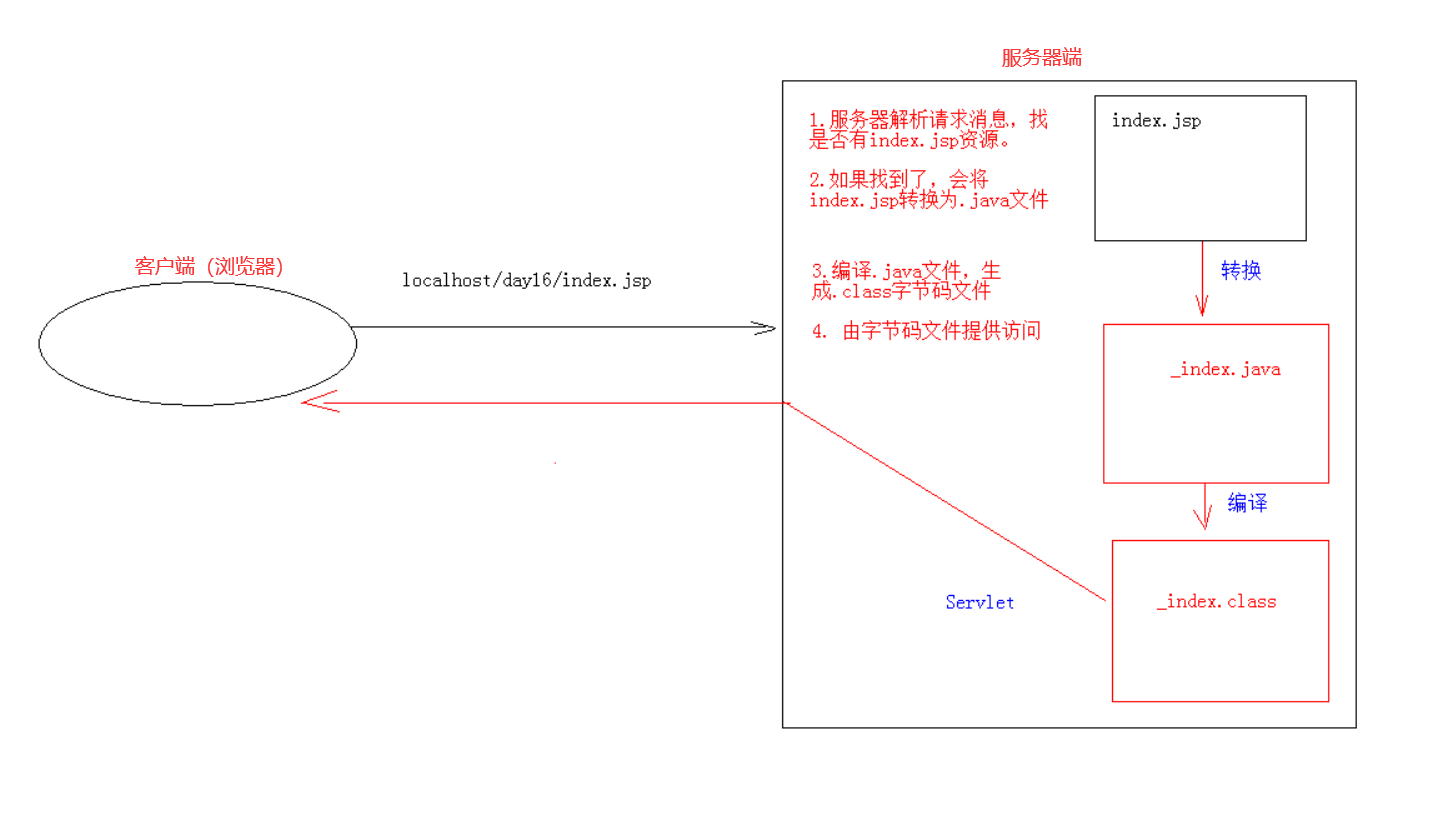 服务器端
1.服务器解析请求消息，找
是否有index.jsp资源。
2.如果找到了，会将
index.jsp转换为.java文件
3.编译.java文件，生
成.class字节码文件
4. 由字节码文件提供访问
index.jsp
转换
_index.java
编译
_index.class
Servlet
客户端（浏览器）
localhost/day16/index.jsp